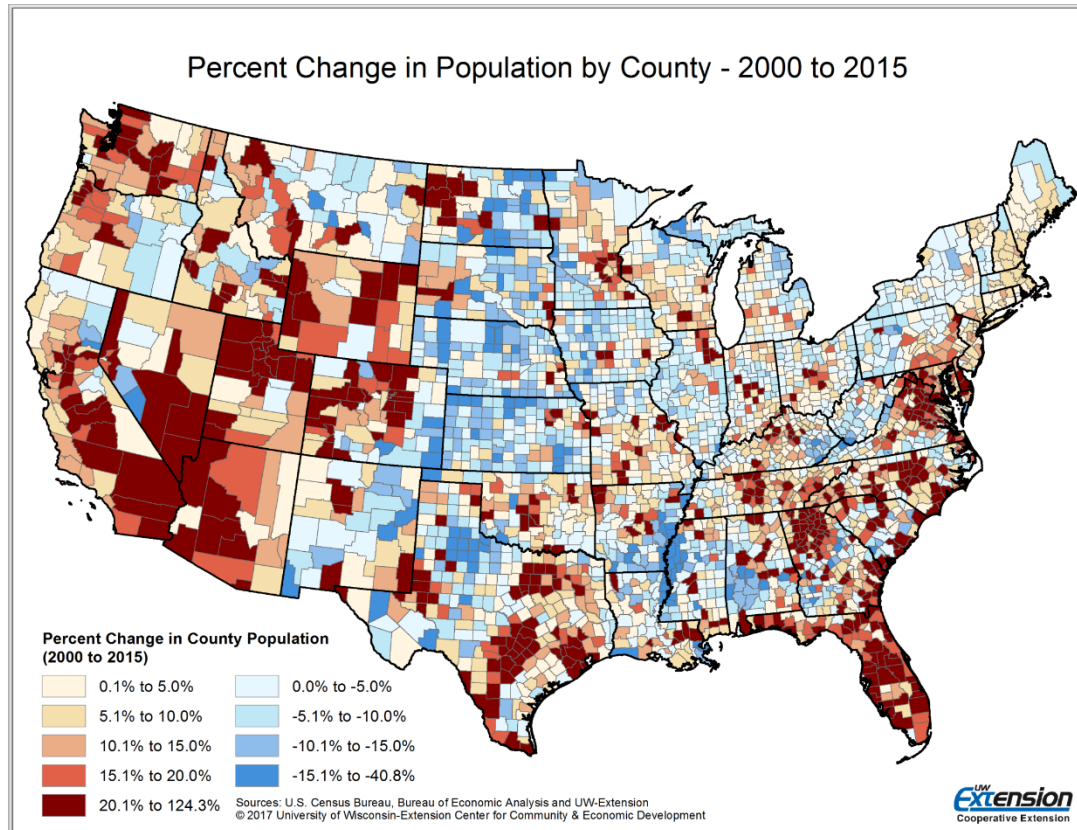 Percent Change in Population by County - 2000 to 2015
Percent Change in County Population
(2000 to 2015)
0.1% to 5.0%
0.0% to -5.0%
5.1% to 10.0%
-5.1% to -10.0%
10.1% to 15.0%
-10.1% to -15.0%
15.1% to 20.0%
-15.1% to -40.8%
20.1% to 124.3%
Sources: U.S. Census Bureau, Bureau of Economic Analysis and UW-Extension
© 2017 University of Wisconsin-Extension Center for Community & Economic Development
UW
Extension
Cooperative Extension